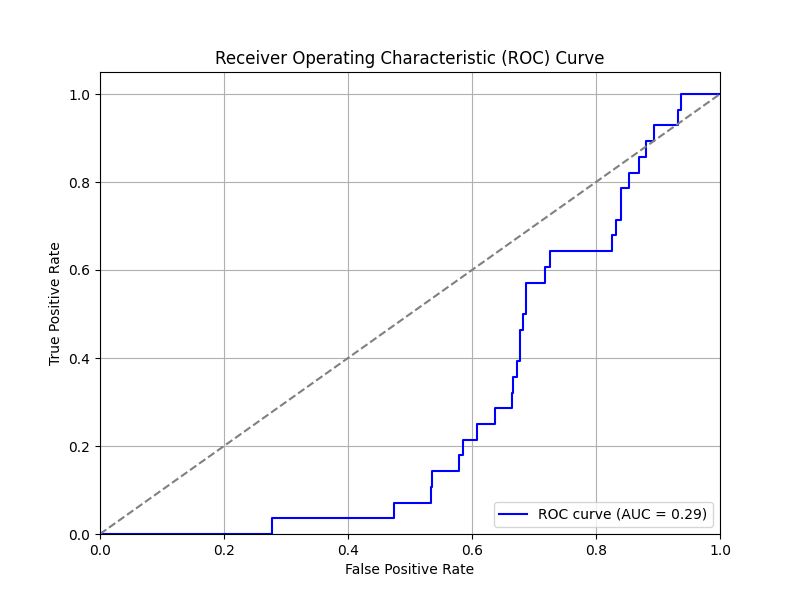 Receiver Operating Characteristic (ROC) Curve
True Positive Rate
1.0
0.8
0.6
0.4
0.2
0.0
ROC curve (AUC = 0.29)
0.0 0.2 0.4 0.6 0.8 1.0
False Positive Rate